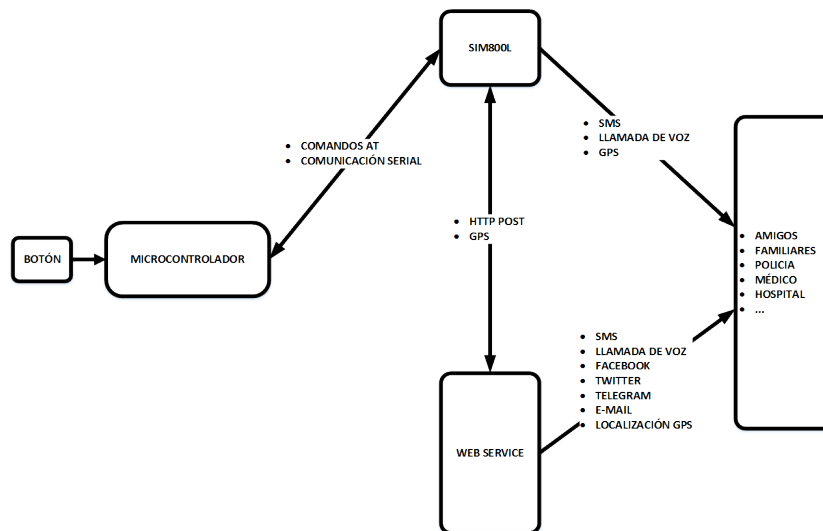 SIM800L
• SMS
• LLAMADA DE VOZ
• GPS
• COMANDOS AT
• COMUNICACIÓN SERIAL
• HTTP POST
• GPS
BOTÓN
MICROCONTROLADOR
• AMIGOS
• FAMILIARES
• POLICIA
• MÉDICO
• HOSPITAL
• ...
• SMS
• LLAMADA DE VOZ
• FACEBOOK
• TWITTER
• TELEGRAM
• E-MAIL
• LOCALIZACIÓN GPS
WEB SERVICE